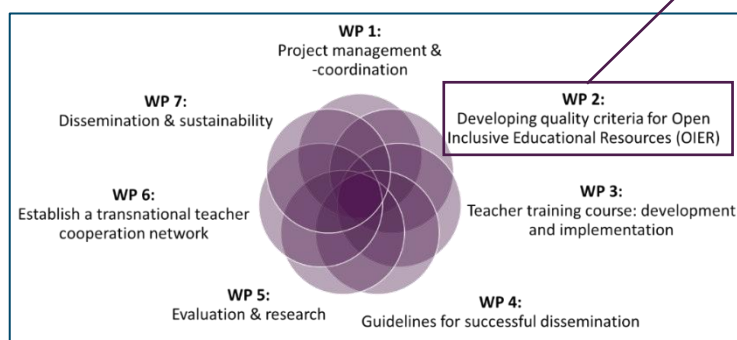 WP 1:
Project management &
-coordination
WP 2:
Developing quality criteria for Open
Inclusive Educational Resources (OIER)
WP 3:
Teacher training course: development
and implementation
WP 4:
Guidelines for successful dissemination
WP 5:
Evaluation & research
WP 6:
Establish a transnational teacher
cooperation network
WP 7:
Dissemination & sustainability